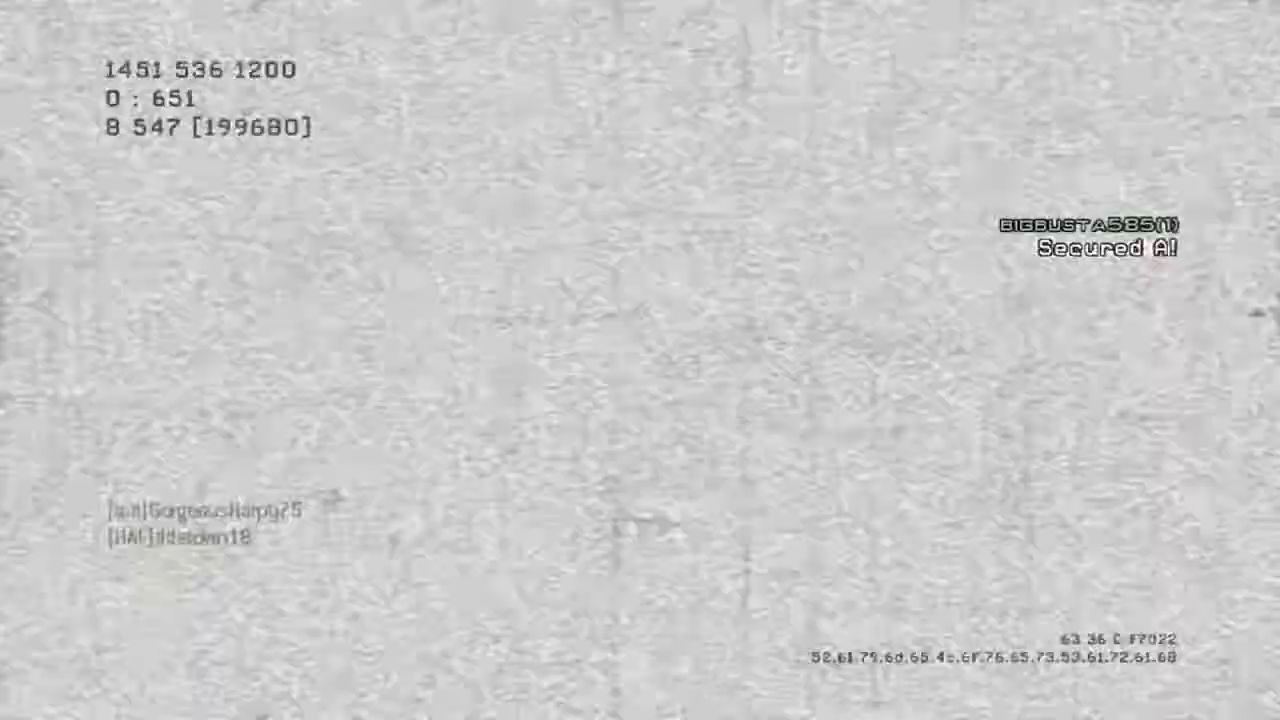 1451 536 1200
0 : 651
8 547 [199680]
BIGBUSTA585(1)
Secured A!
63 36 C F7022
52.61.79.6d.65.4c.6F.76.65.73.53.61.72.61.68